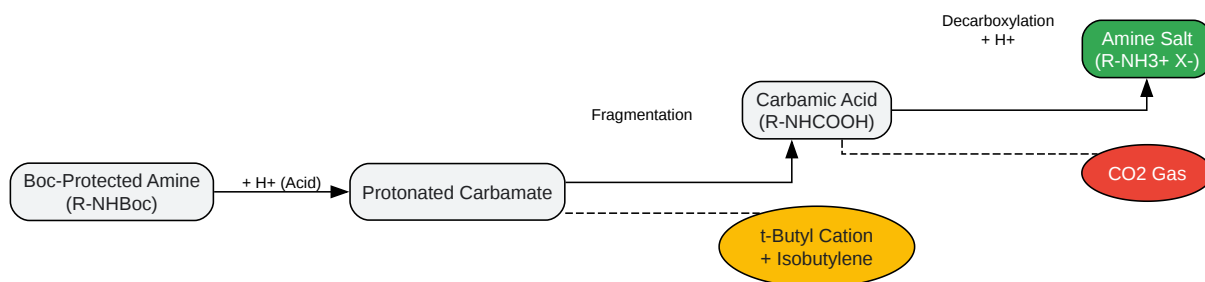 Boc-Protected Amine
(R-NHBoc)
+ H+ (Acid)
Protonated Carbamate
Fragmentation
t-Butyl Cation
+ Isobutylene
Carbamic Acid
(R-NHCOOH)
Decarboxylation
+ H+
CO2 Gas
Amine Salt
(R-NH3+ X-)